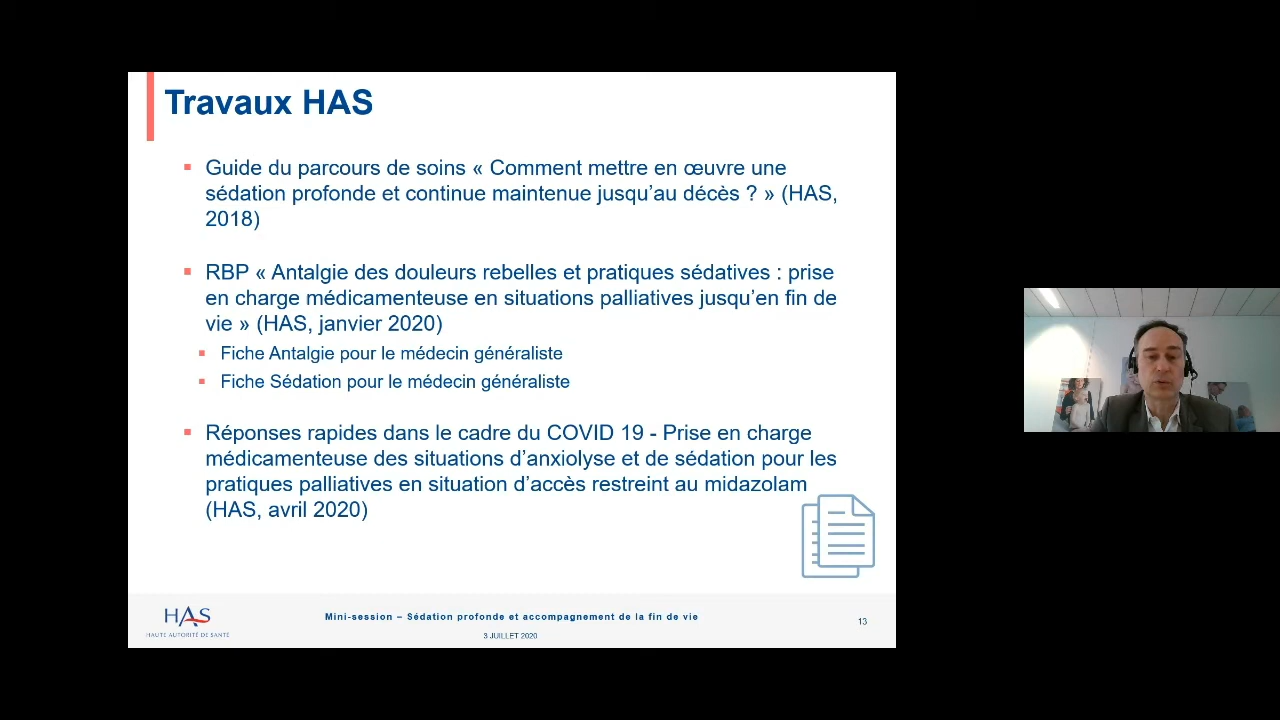 Travaux HAS
Guide du parcours de soins « Comment mettre en œuvre une
sédation profonde et continue maintenue jusqu'au décès ? » (HAS,
2018)
RBP « Antalgie des douleurs rebelles et pratiques sédatives : prise
en charge médicamenteuse en situations palliatives jusqu'en fin de
vie » (HAS, janvier 2020)
Fiche Antalgie pour le médecin généraliste
Fiche Sédation pour le médecin généraliste
Réponses rapides dans le cadre du COVID 19 - Prise en charge
médicamenteuse des situations d'anxiolyse et de sédation pour les
pratiques palliatives en situation d'accès restreint au midazolam
(HAS, avril 2020)
HAS
HAUTE AUTORITÉ DE SANTÉ
Mini-session – Sédation profonde et accompagnement de la fin de vie
3 JUILLET 2020
13